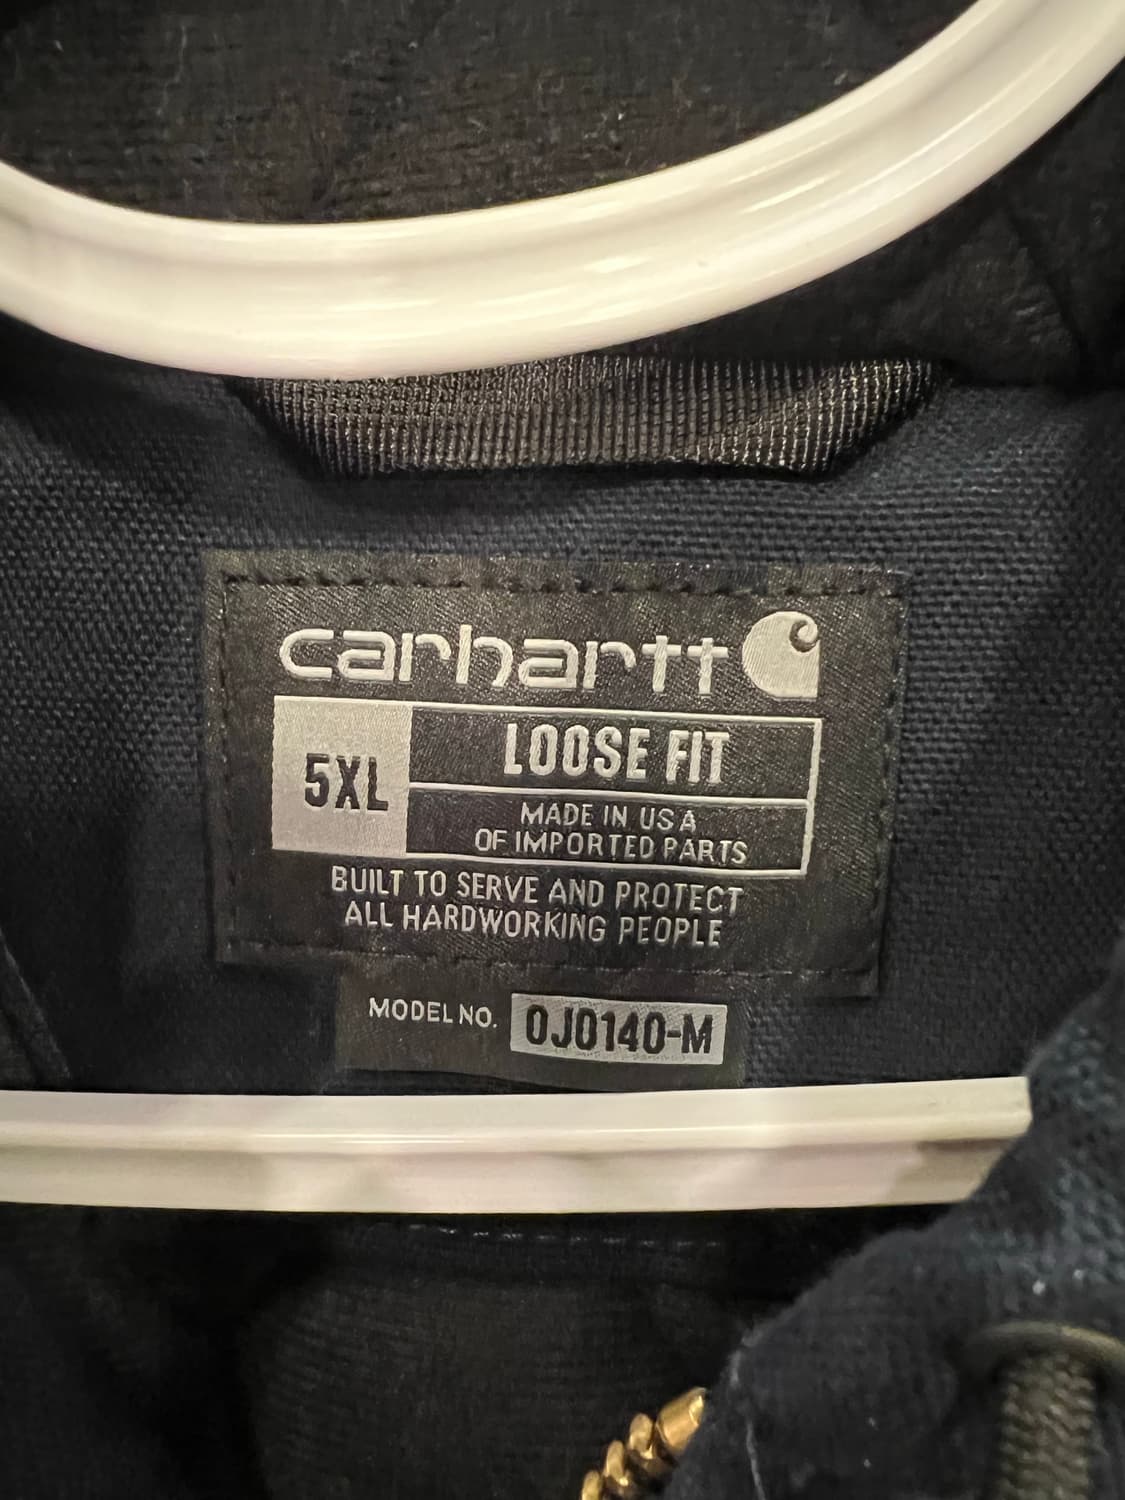 carhartt
5XL
LOOSE FIT
MADE IN USA
OF IMPORTED PARTS
BUILT TO SERVE AND PROTECT
ALL HARDWORKING PEOPLE
MODEL NO. 0J0140-M